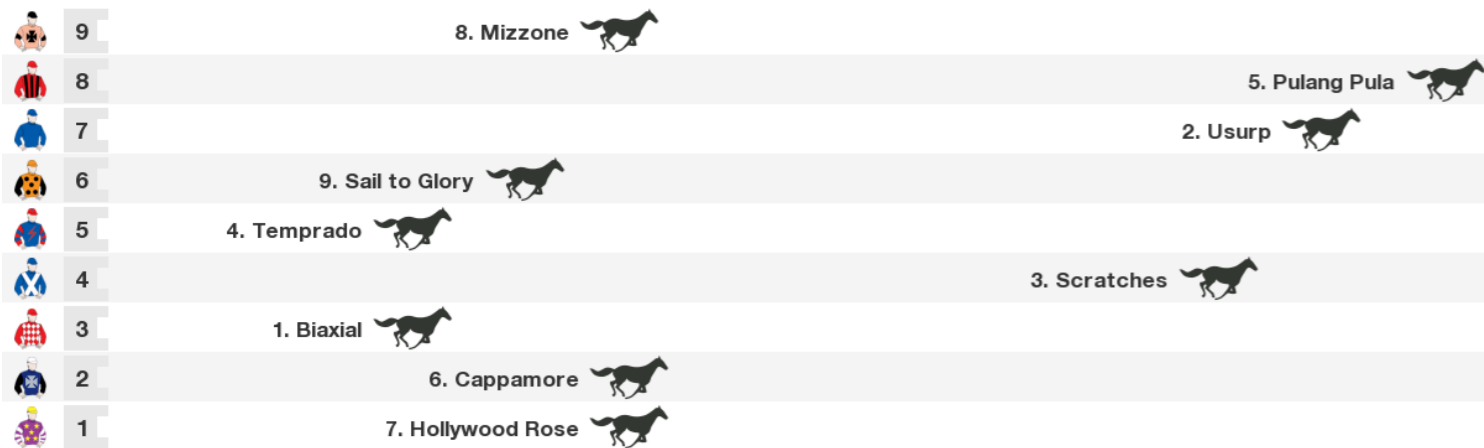 9 8. Mizzone
8 5. Pulang Pula
7 2. Usurp
6 9. Sail to Glory
5 4. Temprado
4 3. Scratches
3 1. Biaxial
2 6. Cappamore
1 7. Hollywood Rose